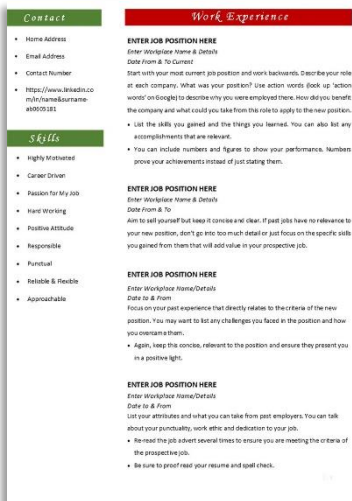 Contact
Home Address
Email Address
Contact Number
https://www.linkedin.co
m/in/name&surname-
ab0605181
Skills
Highly Motivated
Career Driven
Passion for My Job
Hard Working
Positive Attitude
Responsible
Punctual
Reliable & Flexible
Approachable
Work Experience
ENTER JOB POSITION HERE
Enter Workplace Name & Details
Date From & To Current
Start with your most current job position and work backwards. Describe your role
at each company. What was your position? Use action words (look up 'action
words' on Google) to describe why you were employed there. How did you benefit
the company and what could you take from this role to apply to the new position.
List the skills you gained and the things you learned. You can also list any
accomplishments that are relevant.
You can include numbers and figures to show your performance. Numbers
prove your achievements instead of just stating them.
ENTER JOB POSITION HERE
Enter Workplace Name & Details
Date From & To
Aim to sell yourself but keep it concise and clear. If past jobs have no relevance to
your new position, don't go into too much detail or just focus on the specific skills
you gained from them that will add value in your prospective job.
ENTER JOB POSITION HERE
Enter Workplace Name/Details
Date to & From
Focus on your past experience that directly relates to the criteria of the new
position. You may want to list any challenges you faced in the position and how
you overcame them.
Again, keep this concise, relevant to the position and ensure they present you
in a positive light.
ENTER JOB POSITION HERE
Enter Workplace Name/Details
Date to & From
List your attributes and what you can take from past employers. You can talk
about your punctuality, work ethic and dedication to your job.
Re-read the job advert several times to ensure you are meeting the criteria of
the prospective job.
Be sure to proof read your resume and spell check.